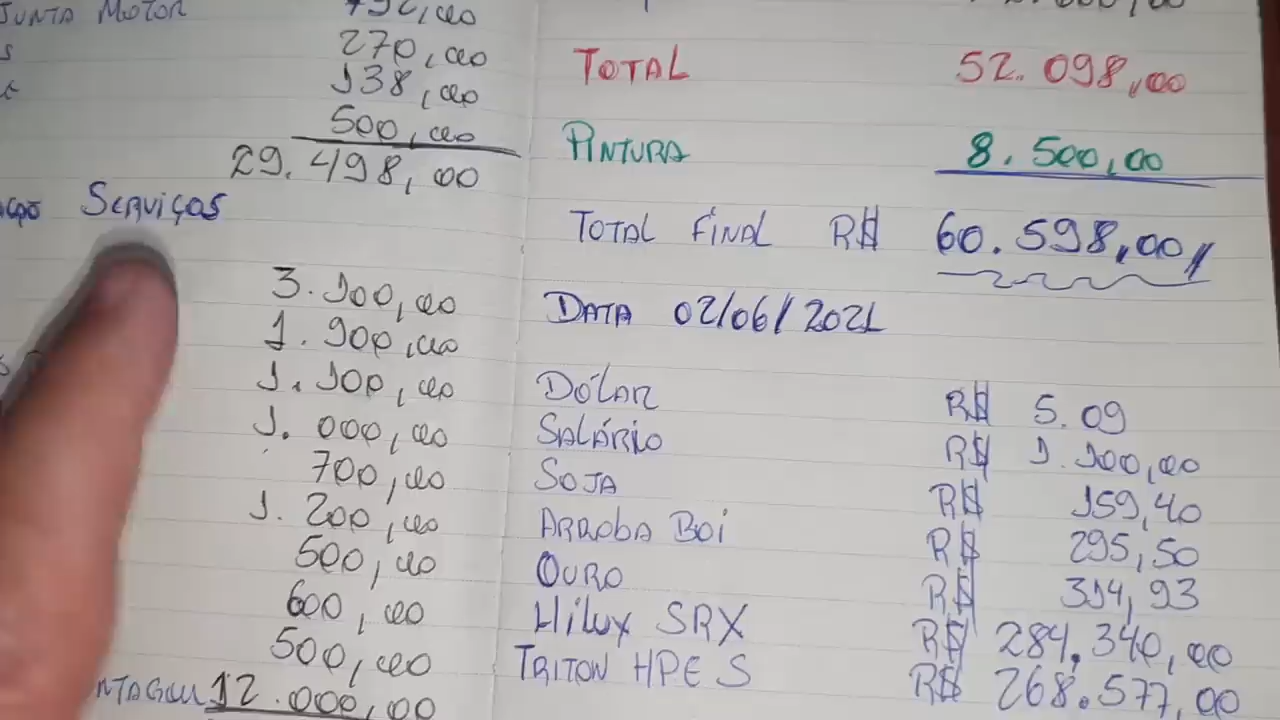 JUNTA MOTOR
270,00
138,00
500,00
29.498,00
SERVIÇOS
3.100,00
1.900,00
1.100,00
1.000,00
700,00
1.200,00
500,00
600,00
500,00
12.000,00
TOTAL 52.098,00
PINTURA 8.500,00
TOTAL FINAL R$ 60.598,00
DATA 02/06/2021
DÓLAR R$ 5.09
SALÁRIO R$ 1.100,00
SOJA R$ 159,40
ARROBA BOI R$ 295,50
OURO R$ 314,93
HILUX SRX R$ 284.340,00
TRITON HPE S R$ 268.577,00